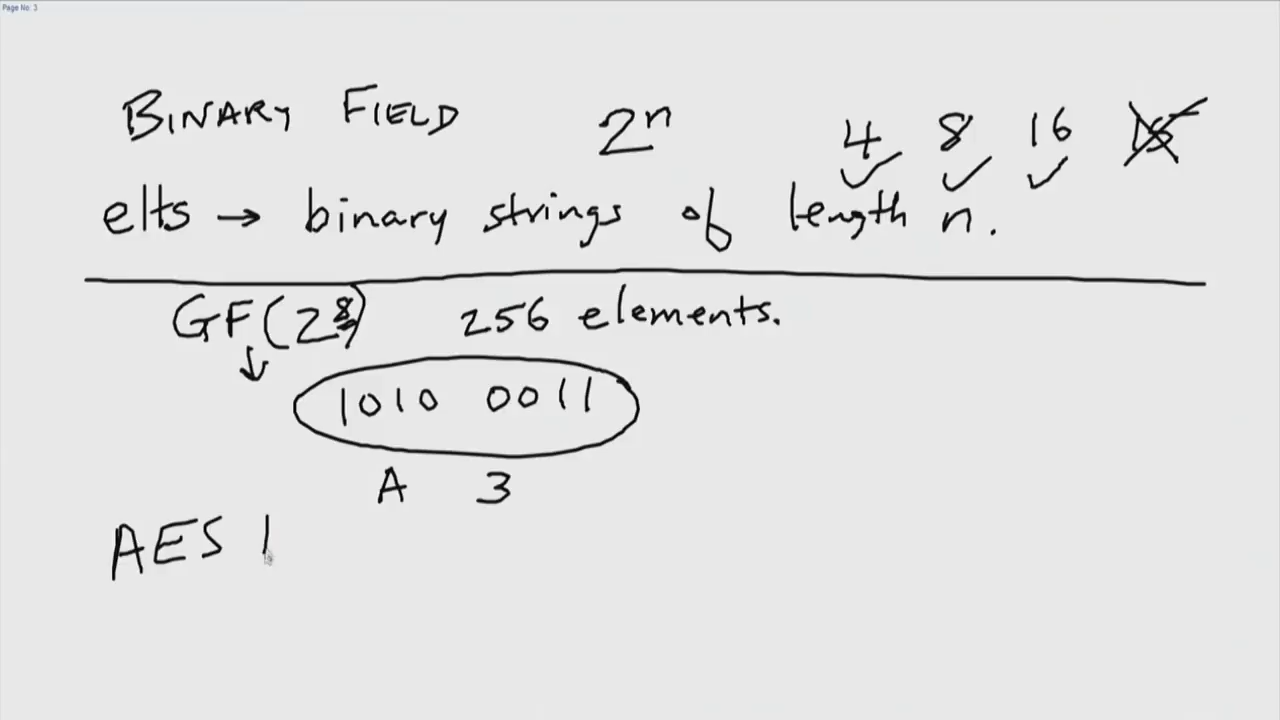 Page No: 3
BINARY FIELD 2ⁿ 4 8 16
elts → binary strings of length n.
GF(2⁸) 256 elements.
1010 0011
A 3
AES